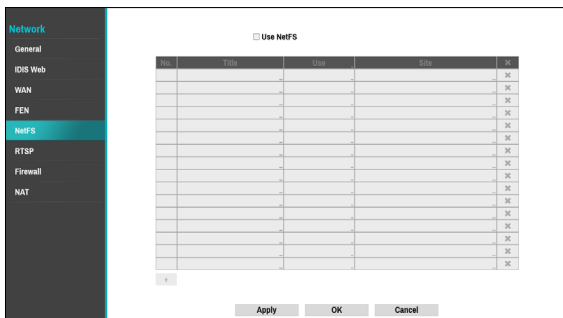 Network
General
IDIS Web
WAN
FEN
NetFS
RTSP
Firewall
NAT
Use NetFS
No. Title Use Site
+
Apply OK Cancel